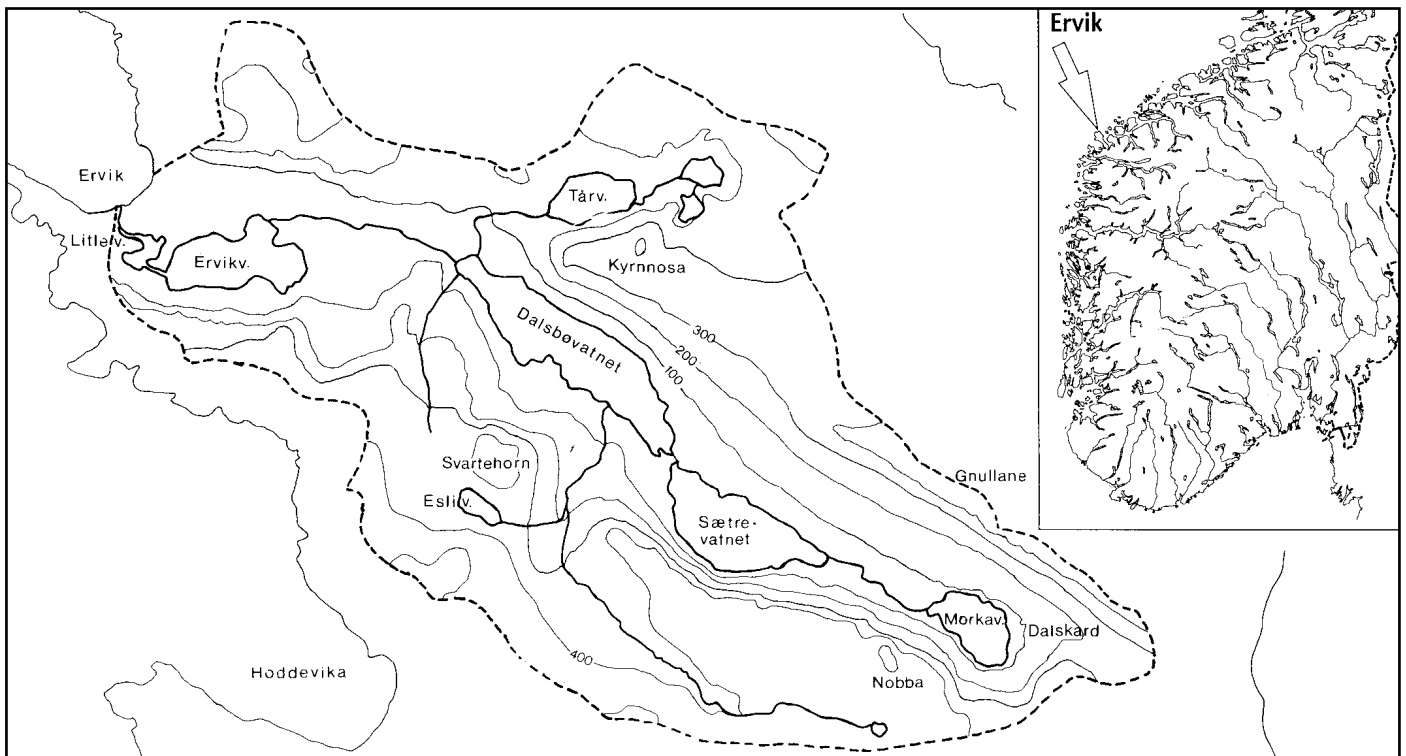 Ervik
Ervik
Litlelv.
Ervikv.
Tårv.
Kyrnnosa
Dalsbøvatnet
300
200
100
Svartehorn
Esliv.
Sætre-
vatnet
Gnullane
Morkav.
Dalskard
Nobba
400
Hoddevika